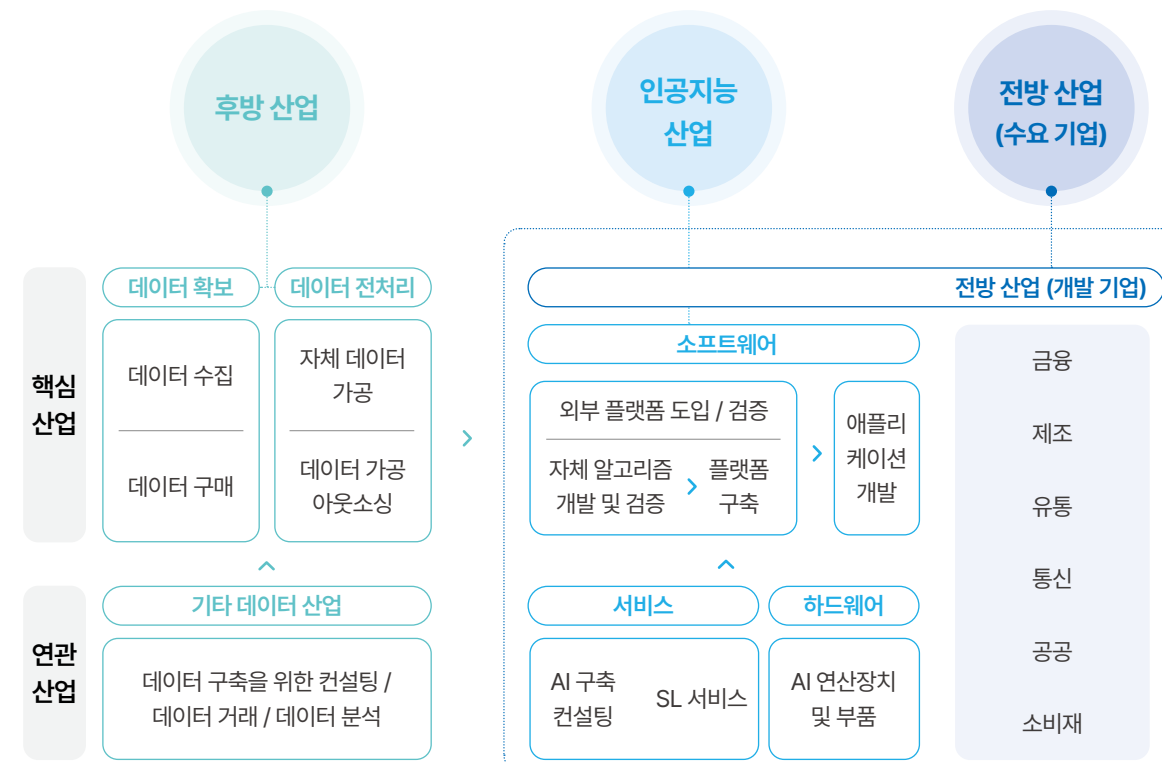 후방 산업
인공지능
산업
전방 산업
(수요 기업)
핵심
산업
데이터 확보
데이터 전처리
데이터 수집
데이터 구매
자체 데이터
가공
데이터 가공
아웃소싱
전방 산업 (개발 기업)
소프트웨어
외부 플랫폼 도입 / 검증
자체 알고리즘
개발 및 검증
플랫폼
구축
애플리
케이션
개발
금융
제조
유통
통신
공공
소비재
연관
산업
기타 데이터 산업
데이터 구축을 위한 컨설팅 /
데이터 거래 / 데이터 분석
서비스
AI 구축
컨설팅
SL 서비스
하드웨어
AI 연산장치
및 부품